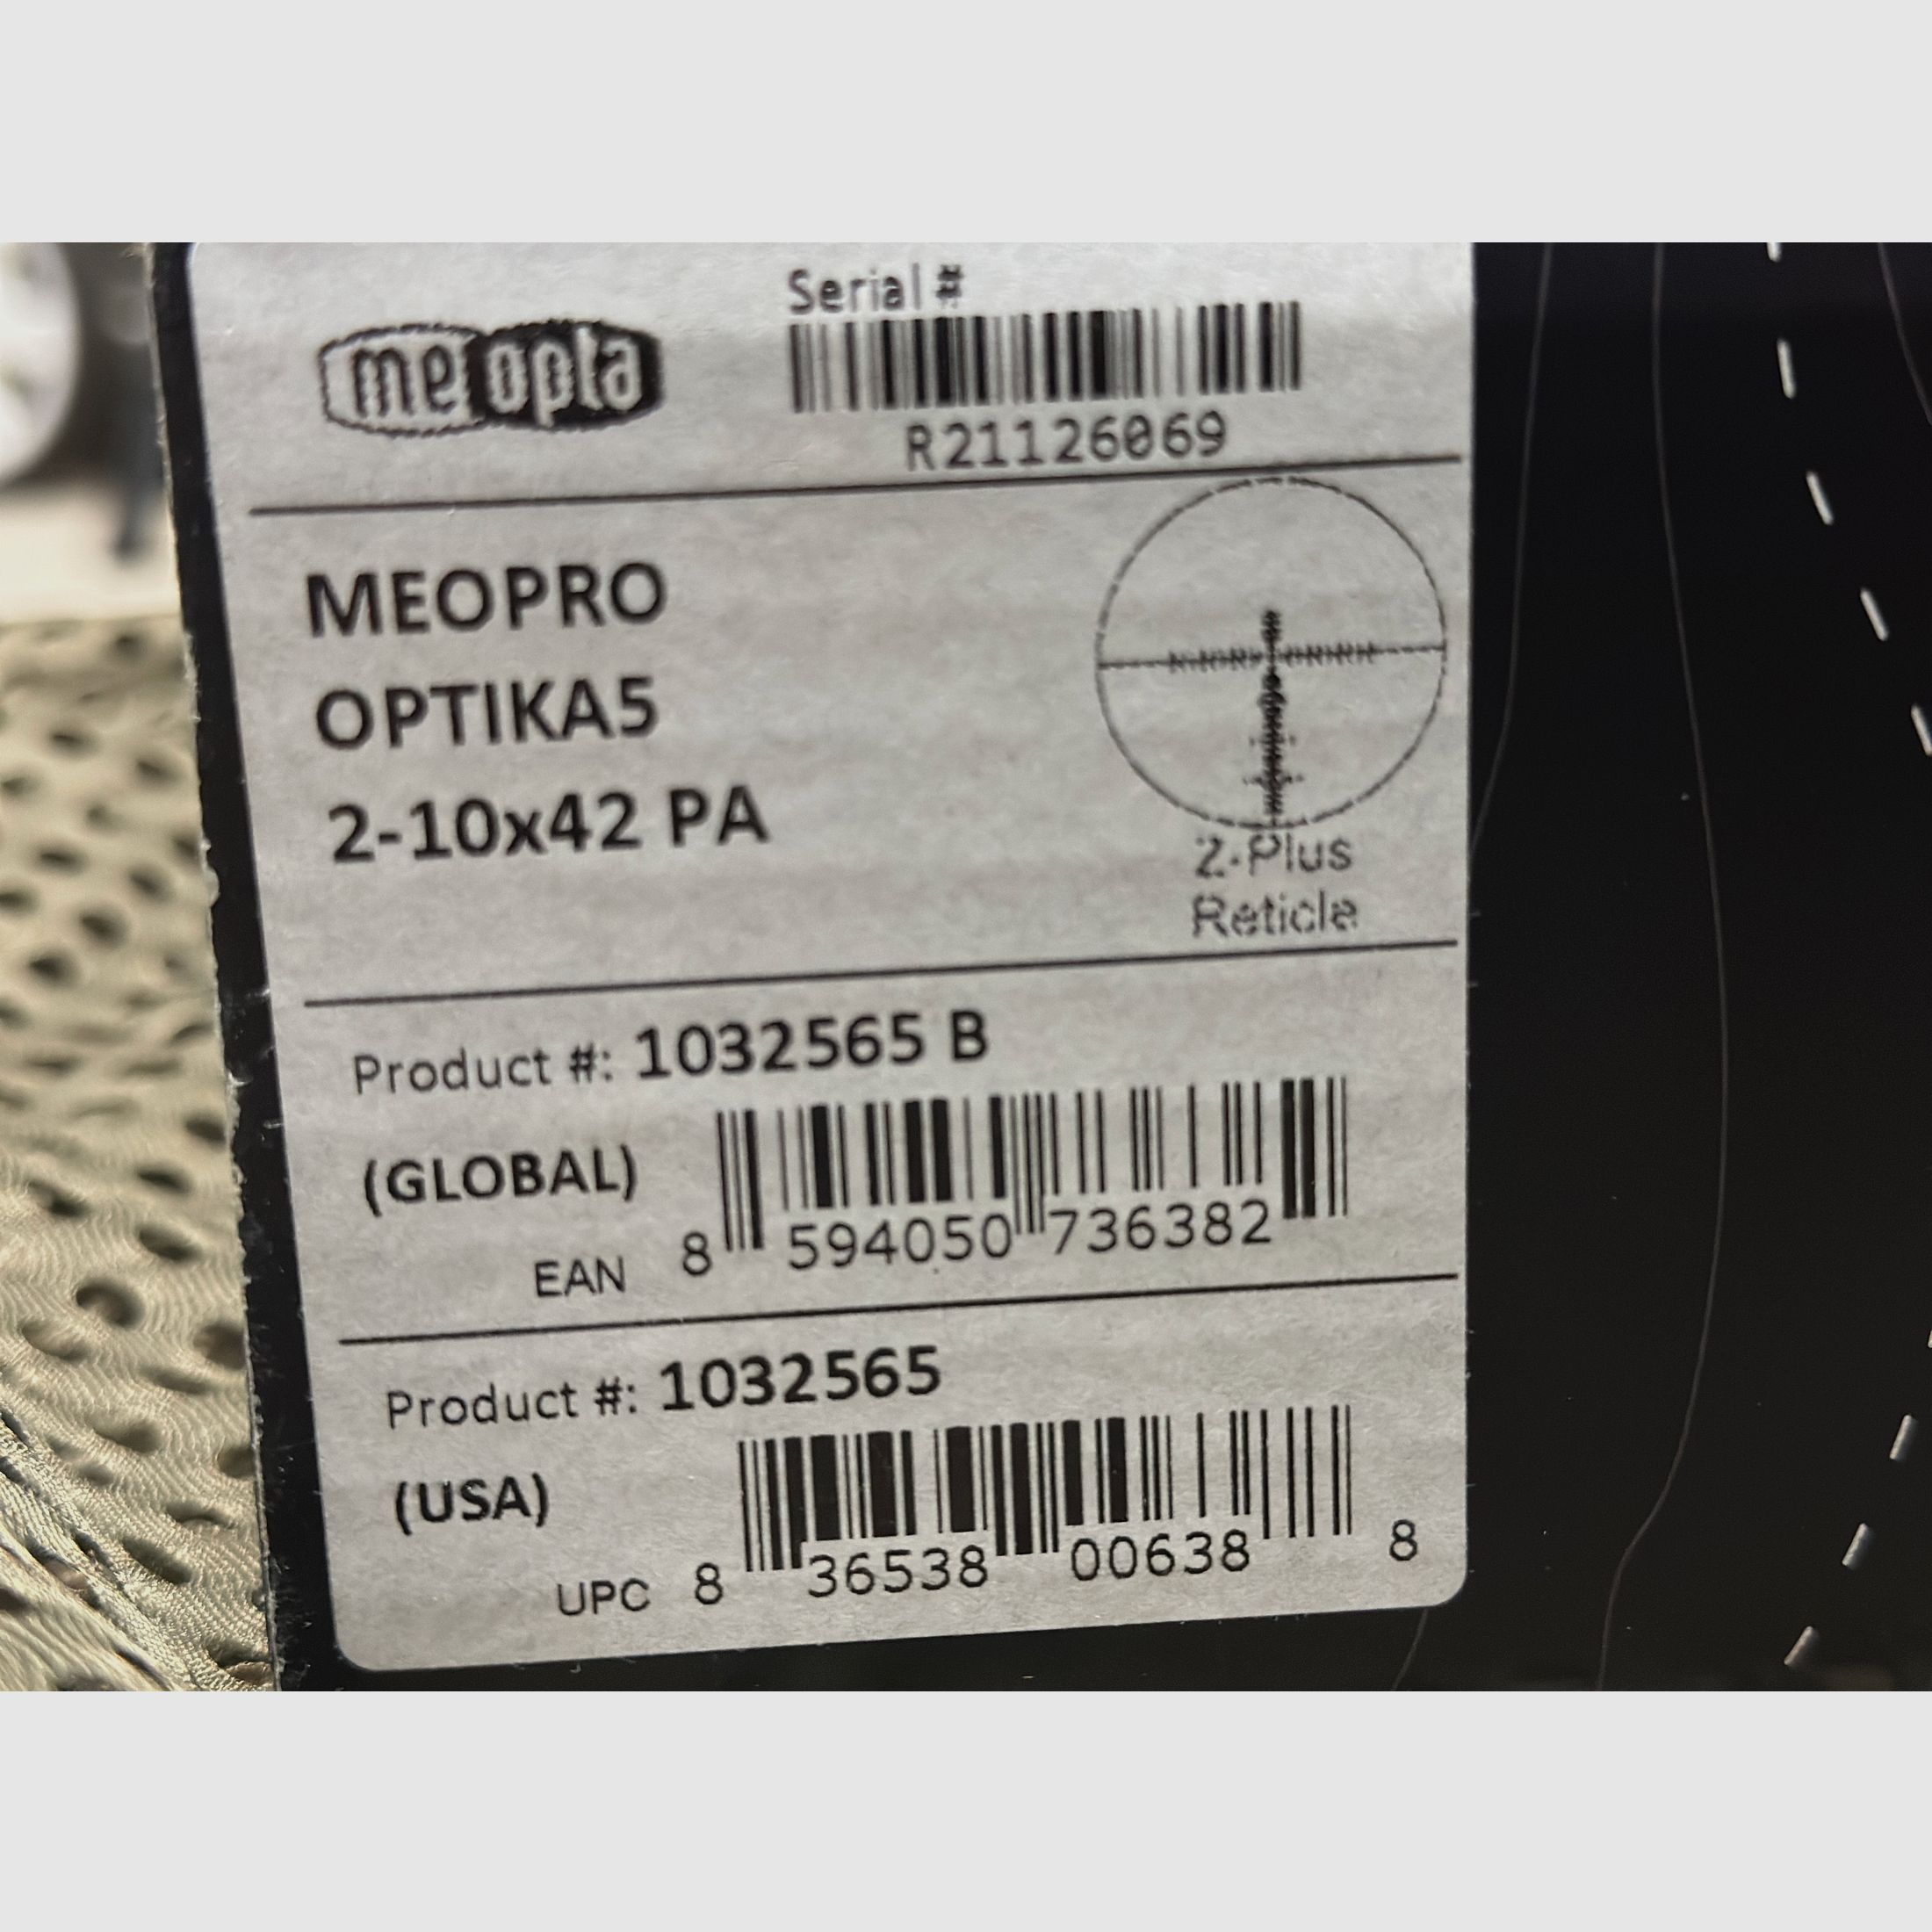 Serial #
meopta
R21126069
MEOPRO
OPTIKA5
2-10x42 PA
Z-Plus
Reticle
Product #: 1032565 B
(GLOBAL)
EAN 8 594050 736382
Product #: 1032565
(USA)
UPC 8 36538 00638 8